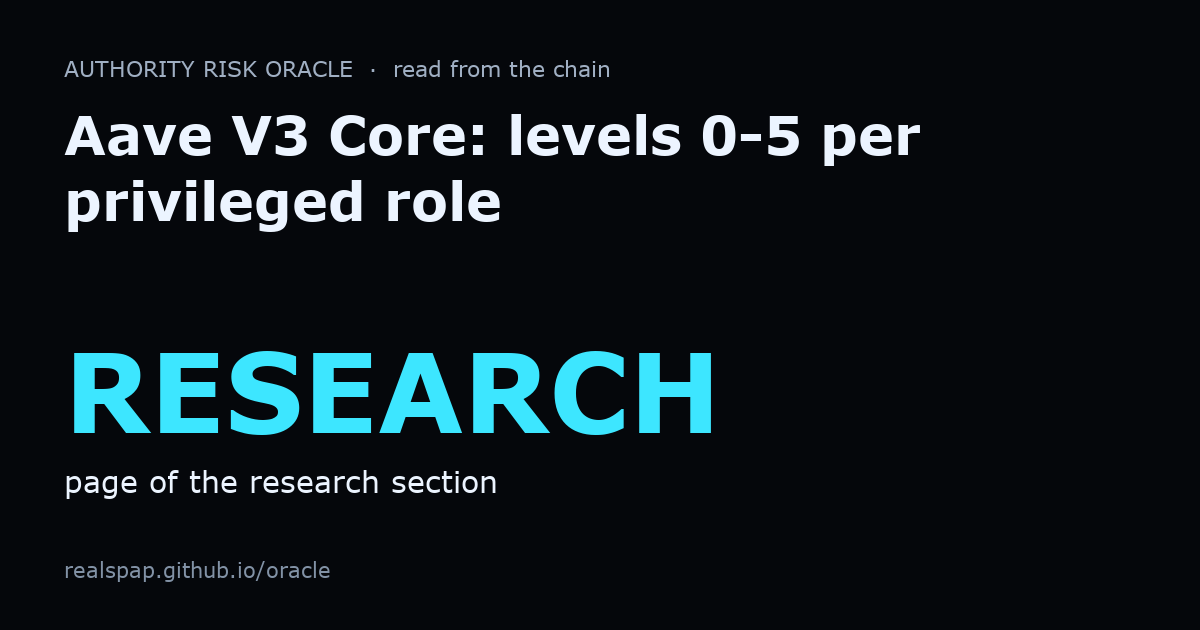 AUTHORITY RISK ORACLE · read from the chain
Aave V3 Core: levels 0–5 per
privileged role
RESEARCH
page of the research section
realspap.github.io/oracle